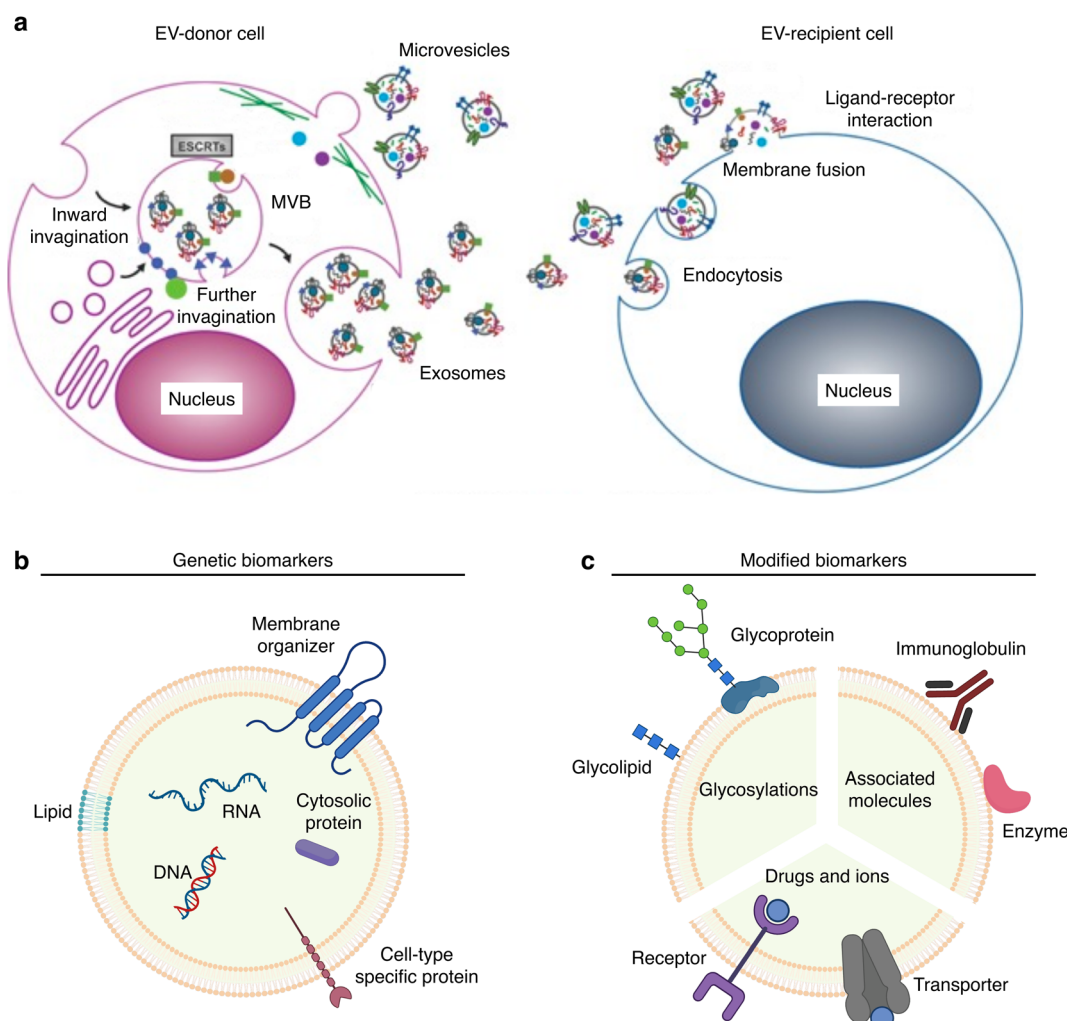 a
EV-donor cell
Microvesicles
EV-recipient cell
Ligand-receptor
interaction
ESCRTs
MVB
Membrane fusion
Inward
invagination
Further
invagination
Endocytosis
Exosomes
Nucleus
Nucleus
b
Genetic biomarkers
Membrane
organizer
Lipid
RNA
Cytosolic
protein
DNA
Cell-type
specific protein
c
Modified biomarkers
Glycoprotein
Immunoglobulin
Glycolipid
Glycosylations
Associated
molecules
Enzyme
Drugs and ions
Receptor
Transporter